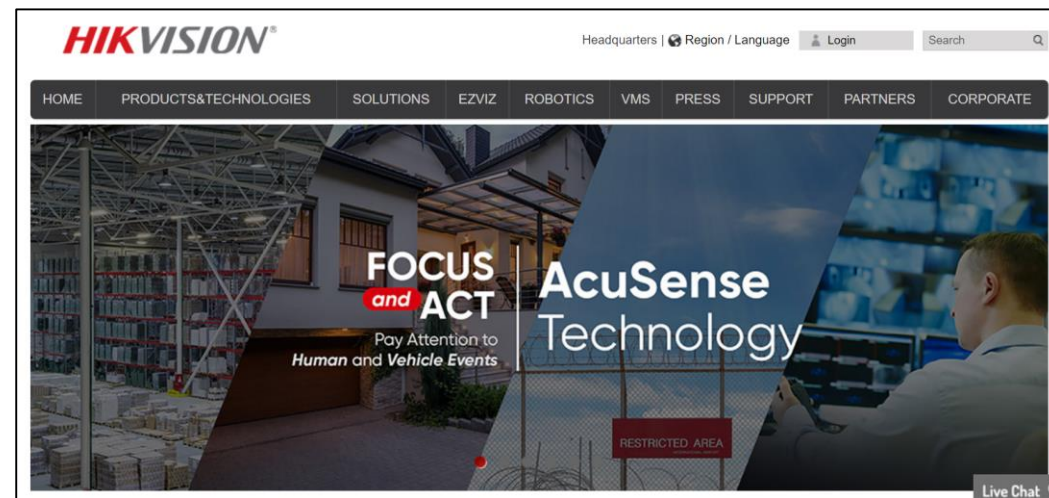 HIKVISION®
Headquarters | Region / Language Login Search
HOME PRODUCTS&TECHNOLOGIES SOLUTIONS EZVIZ ROBOTICS VMS PRESS SUPPORT PARTNERS CORPORATE
FOCUS
and ACT
Pay Attention to
Human and Vehicle Events
AcuSense
Technology
RESTRICTED AREA
Live Chat